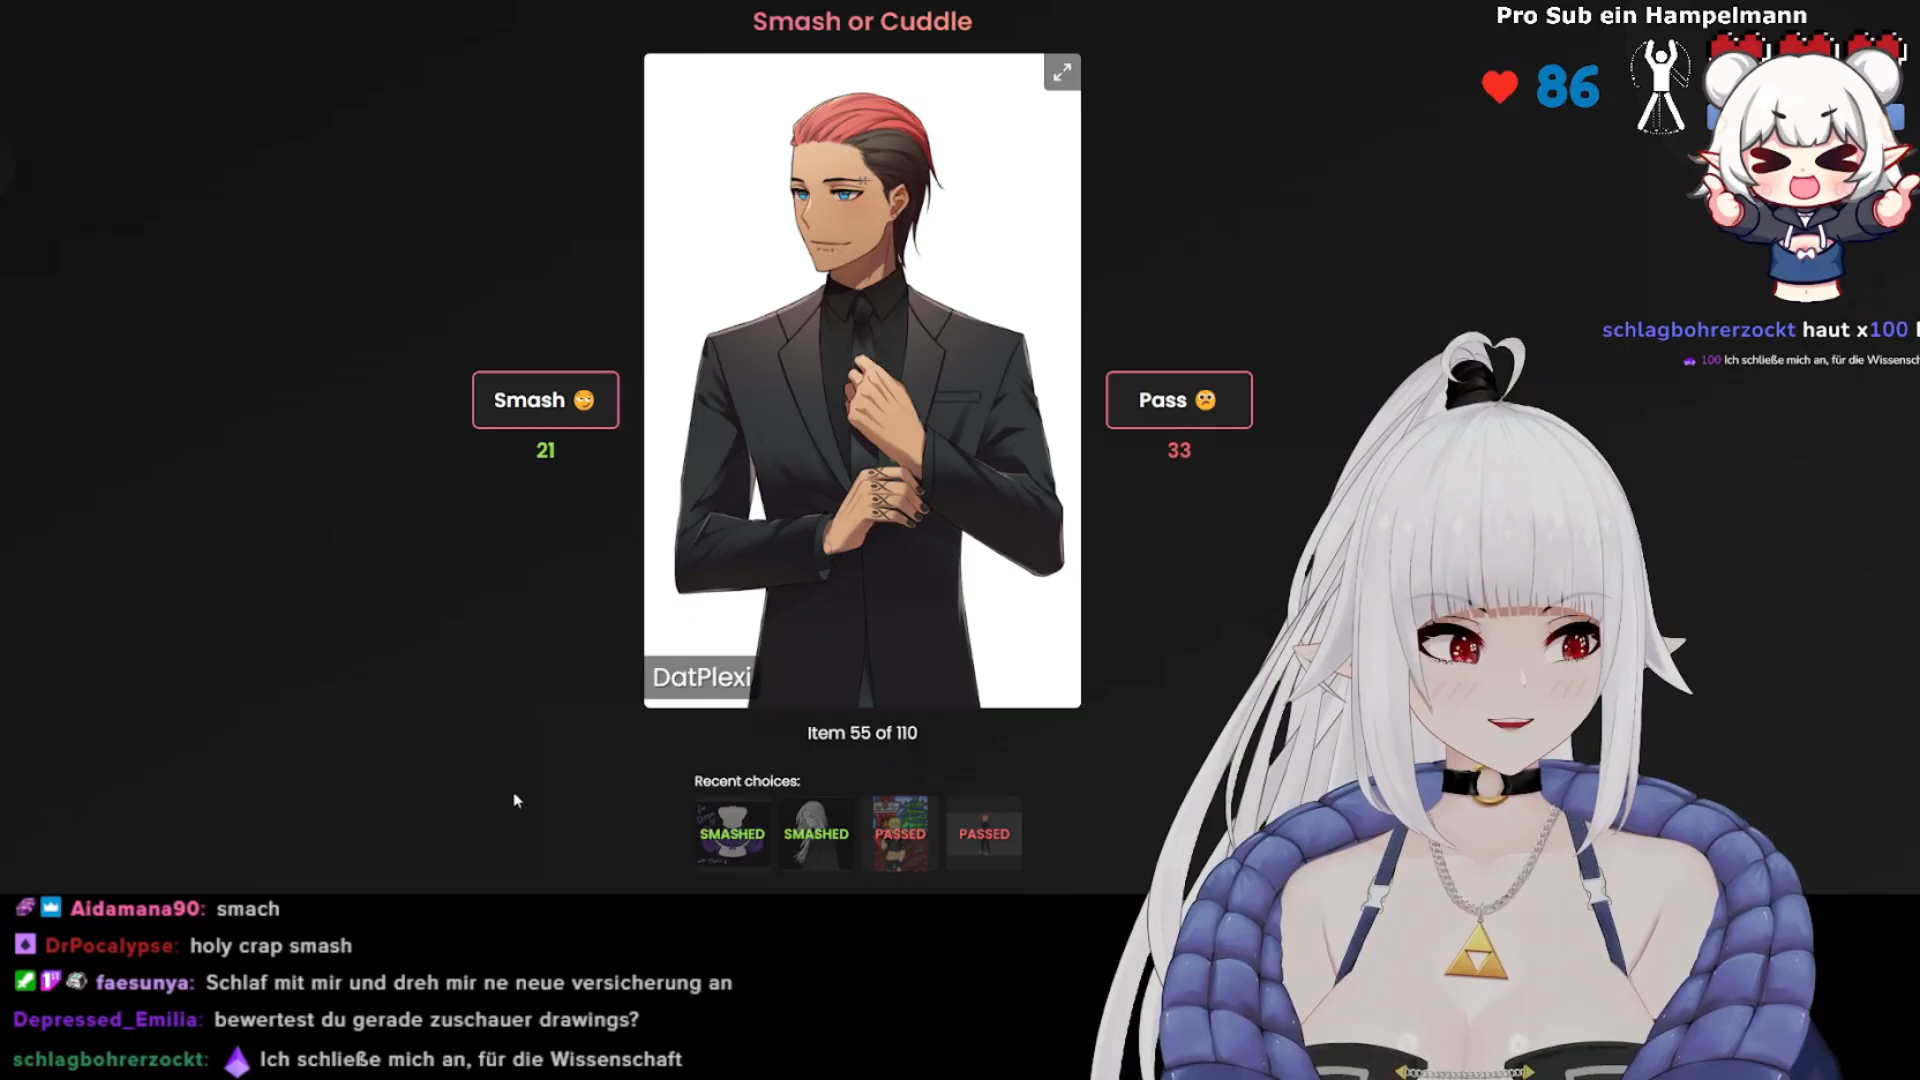 Smash or Cuddle
Pro Sub ein Hampelmann
86
schlagbohrerzockt haut x100
100 Ich schließe mich an, für die Wissensch
Smash
21
Pass
33
DatPlexi
Item 55 of 110
Recent choices:
SMASHED
SMASHED
PASSED
PASSED
Aidamana90: smach
DrPocalypse: holy crap smash
faesunya: Schlaf mit mir und dreh mir ne neue versicherung an
Depressed_Emilia: bewertest du gerade zuschauer drawings?
schlagbohrerzockt: Ich schließe mich an, für die Wissenschaft